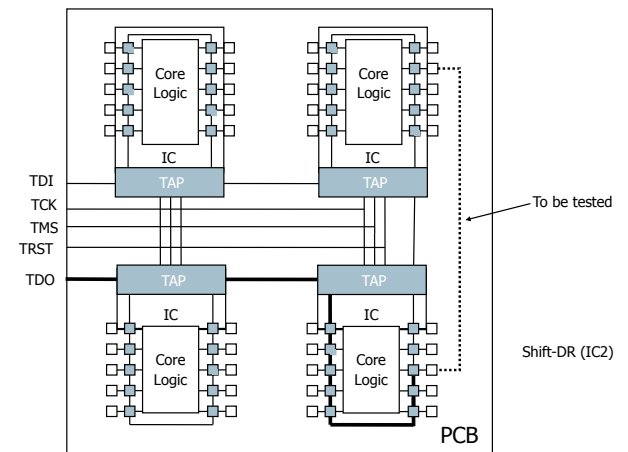 Core
Logic
IC
TAP
Core
Logic
IC
TAP
TDI
TCK
TMS
TRST
TDO
To be tested
TAP
IC
Core
Logic
TAP
IC
Core
Logic
Shift-DR (IC2)
PCB